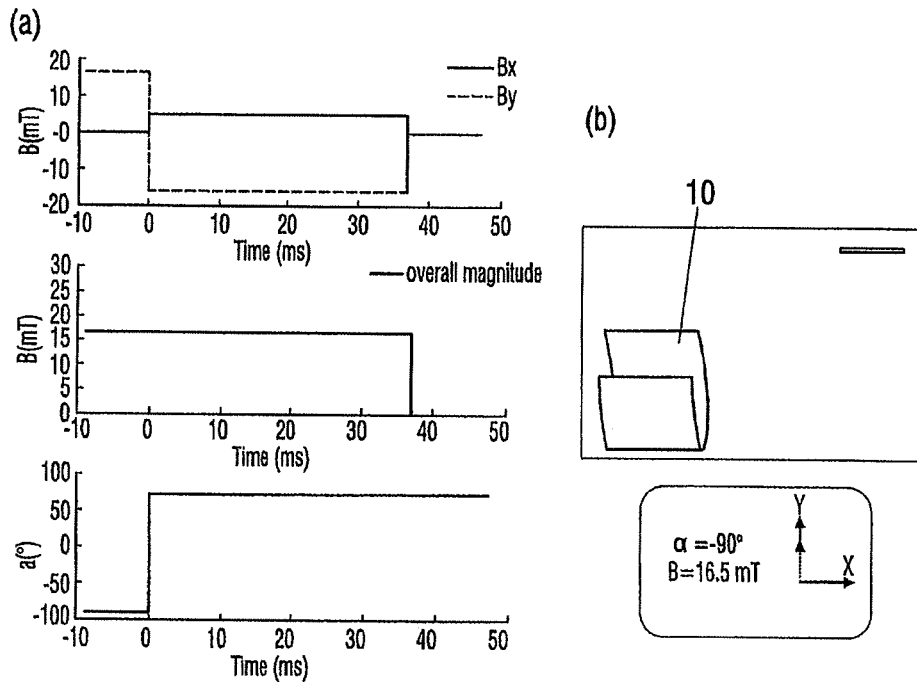 (a)
20
10
-0
-10
-20
B(mT)
Bx
By
-10 0 10 20 30 40 50
Time (ms)
30
25
20
15
10
5
0
B(mT)
overall magnitude
-10 0 10 20 30 40 50
Time (ms)
100
50
0
-50
-100
a(°)
-10 0 10 20 30 40 50
Time (ms)
(b)
10
α =-90°
B=16.5 mT
Y
X